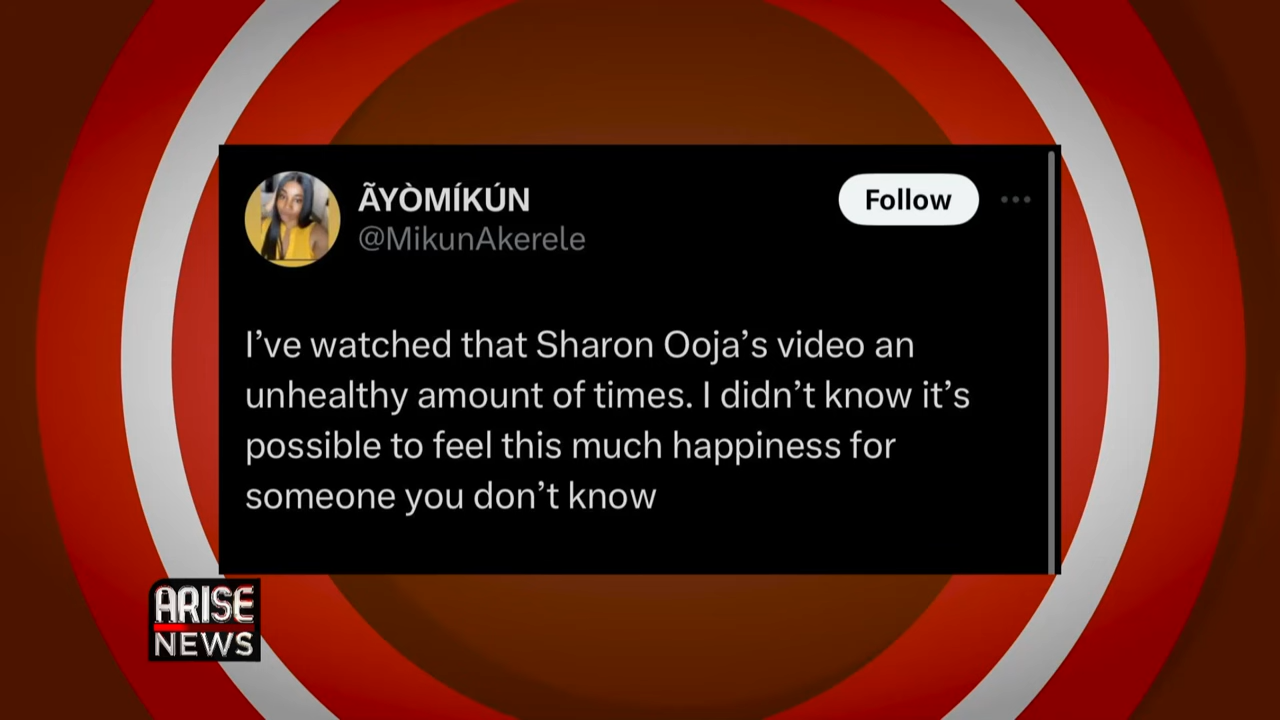 ÃYÒMÍKÚN
@MikunAkerele
Follow
I’ve watched that Sharon Ooja’s video an
unhealthy amount of times. I didn’t know it’s
possible to feel this much happiness for
someone you don’t know
ARISE
NEWS